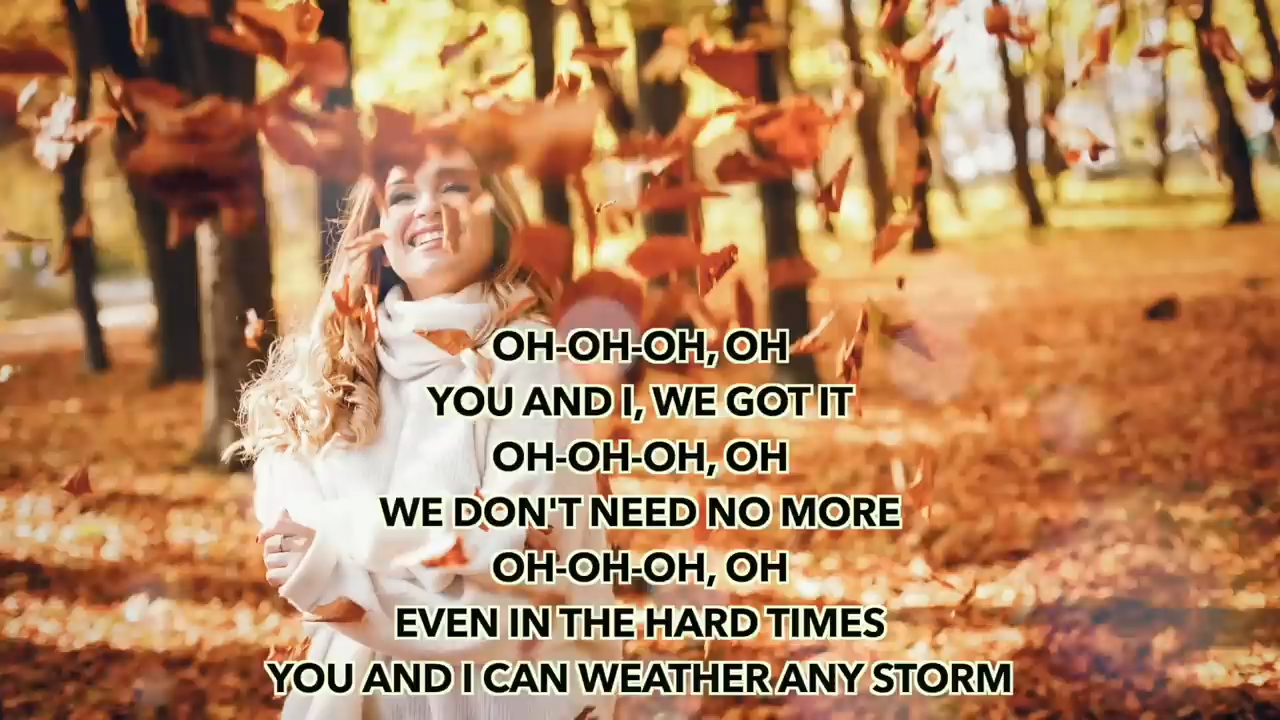 OH-OH-OH, OH
YOU AND I, WE GOT IT
OH-OH-OH, OH
WE DON'T NEED NO MORE
OH-OH-OH, OH
EVEN IN THE HARD TIMES
YOU AND I CAN WEATHER ANY STORM